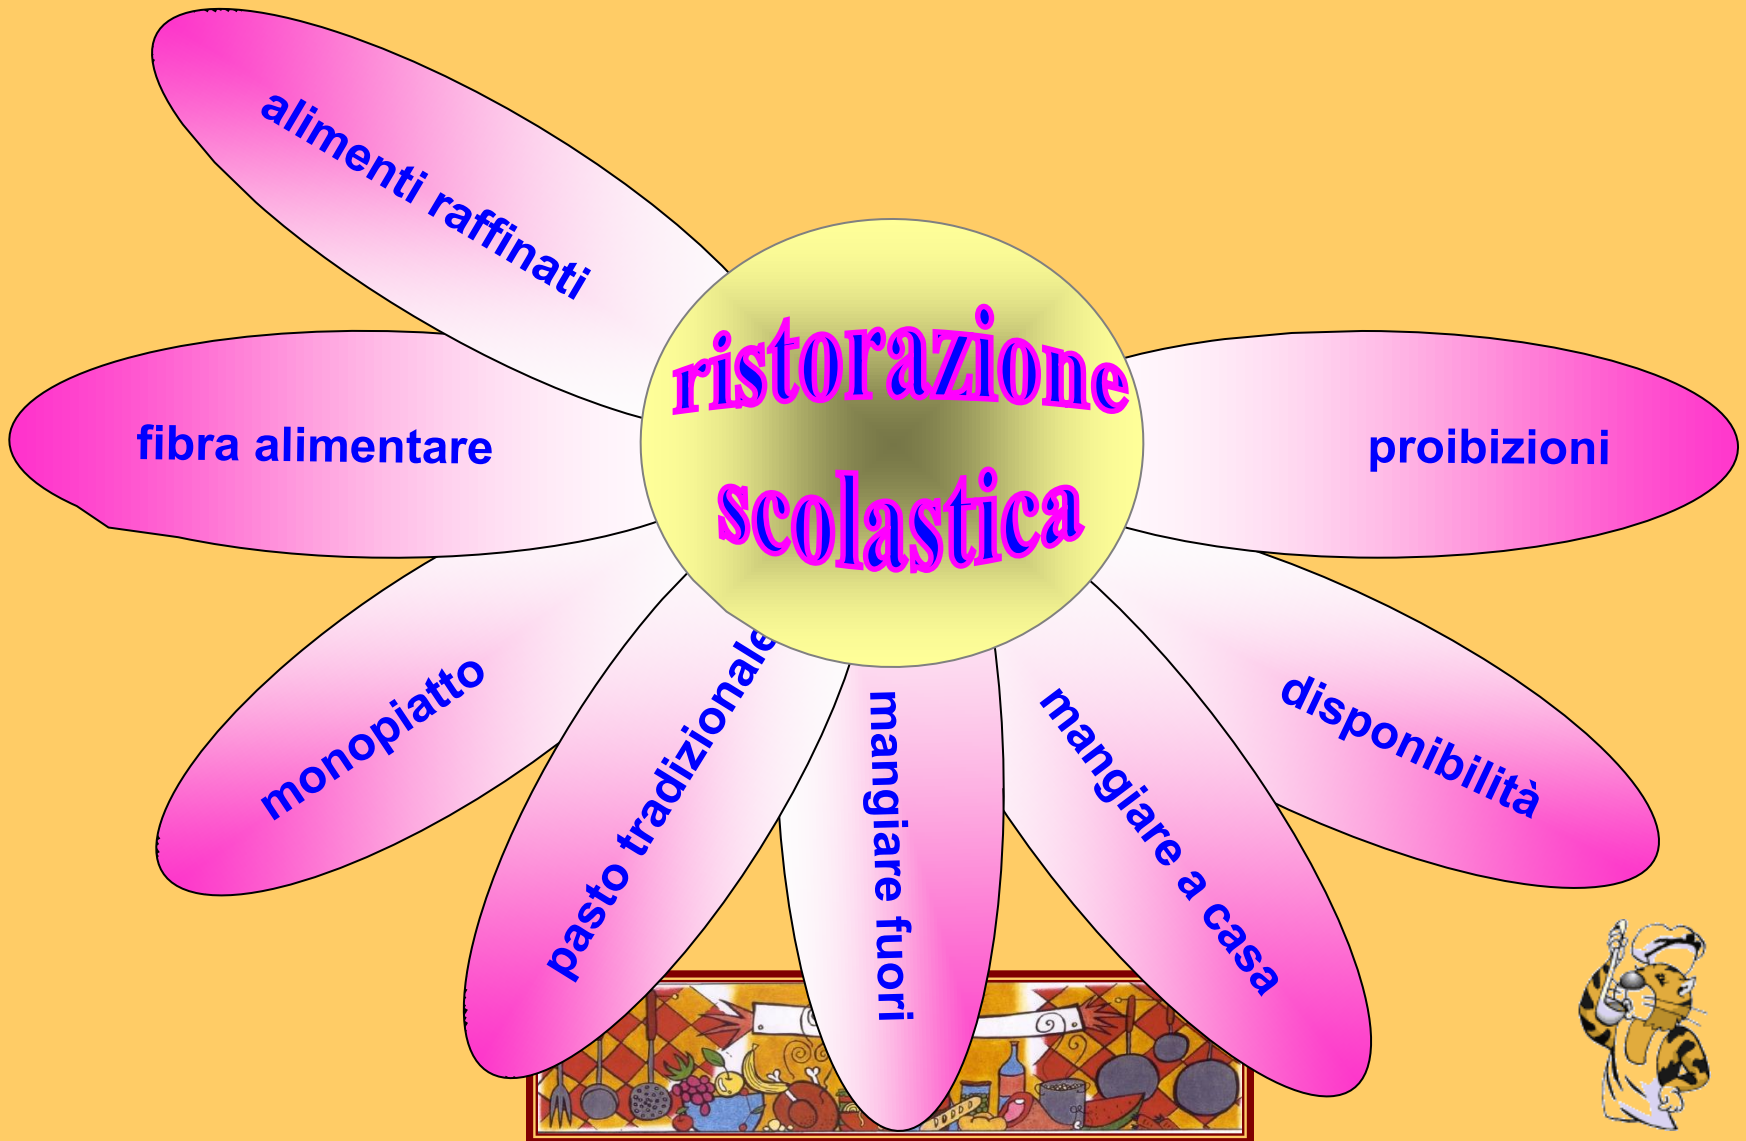 alimenti raffinati
ristorazione
scolastica
fibra alimentare
proibizioni
monopiatto
pasto tradizionale
mangiare fuori
mangiare a casa
disponibilità